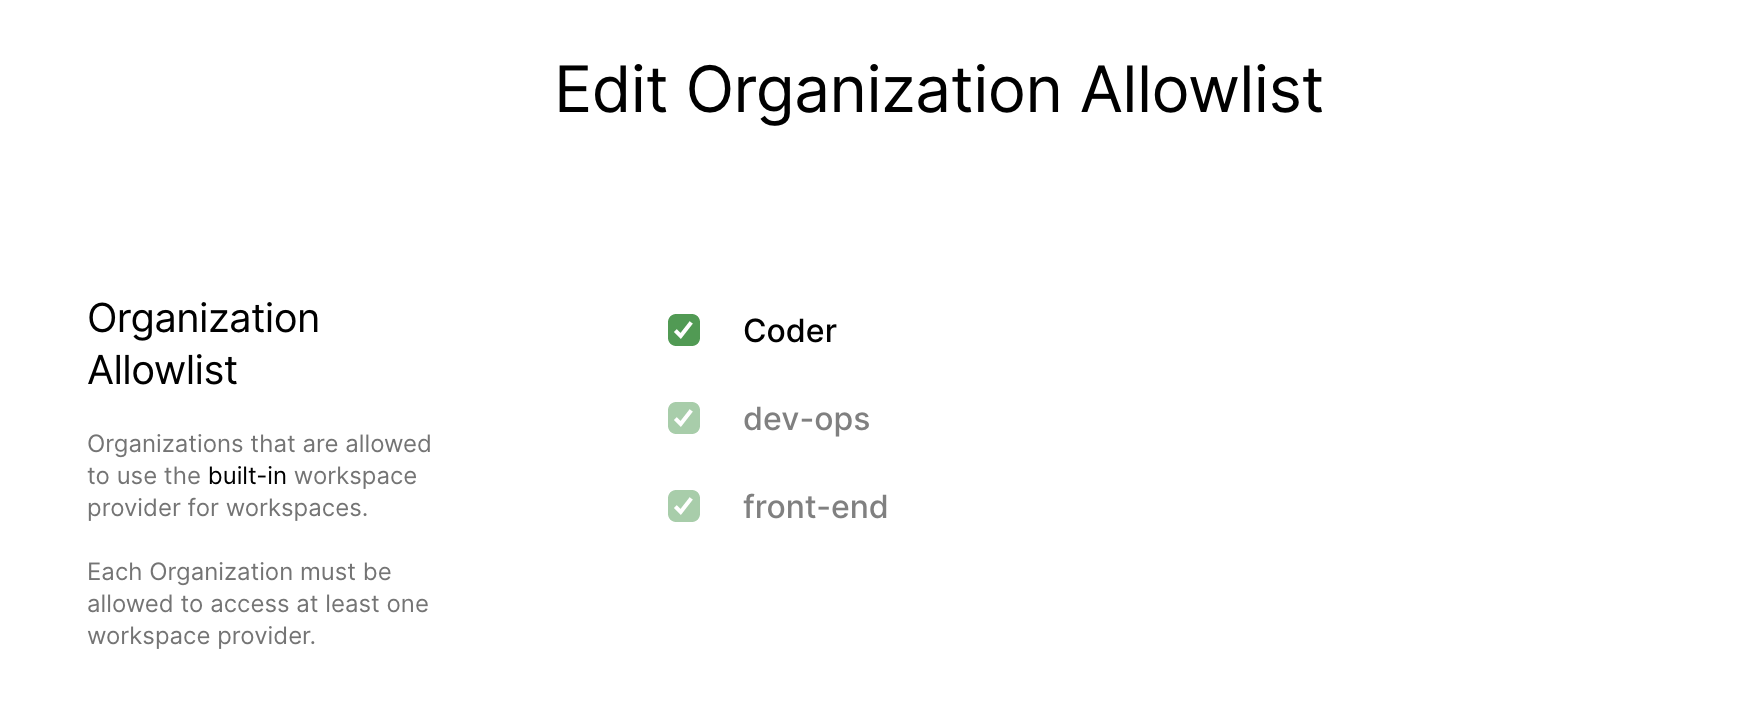 Edit Organization Allowlist
Organization
Allowlist
Organizations that are allowed
to use the built-in workspace
provider for workspaces.
Each Organization must be
allowed to access at least one
workspace provider.
Coder
dev-ops
front-end